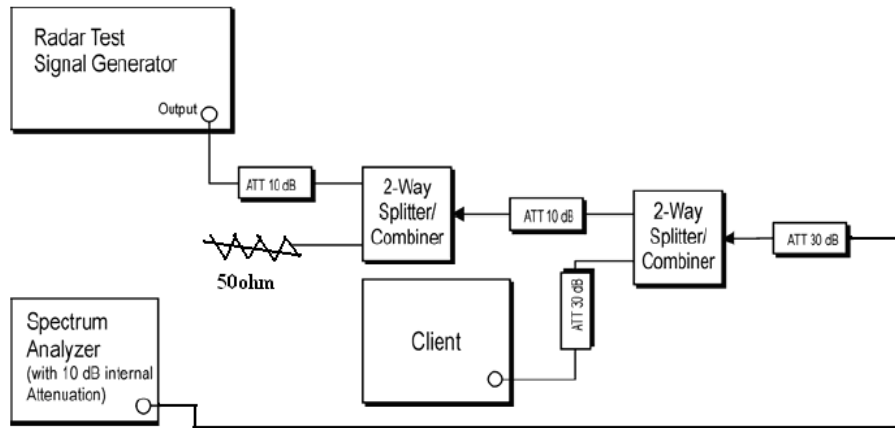 Radar Test
Signal Generator
Output
ATT 10 dB
2-Way
Splitter/
Combiner
ATT 10 dB
2-Way
Splitter/
Combiner
ATT 30 dB
50ohm
ATT 30 dB
Client
Spectrum
Analyzer
(with 10 dB internal
Attenuation)